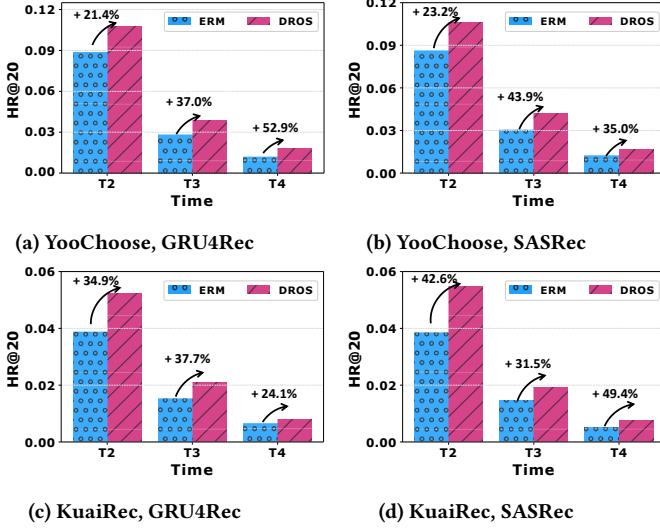 HR@20
0.12
0.09
0.06
0.03
0.00
+ 21.4%
+ 37.0%
+ 52.9%
ERM DROS
T2 T3 T4
Time
(a) YooChoose, GRU4Rec
HR@20
0.12
0.09
0.06
0.03
0.00
+ 23.2%
+ 43.9%
+ 35.0%
ERM DROS
T2 T3 T4
Time
(b) YooChoose, SASRec
HR@20
0.06
0.04
0.02
0.00
+ 34.9%
+ 37.7%
+ 24.1%
ERM DROS
T2 T3 T4
Time
(c) KuaiRec, GRU4Rec
HR@20
0.06
0.04
0.02
0.00
+ 42.6%
+ 31.5%
+ 49.4%
ERM DROS
T2 T3 T4
Time
(d) KuaiRec, SASRec